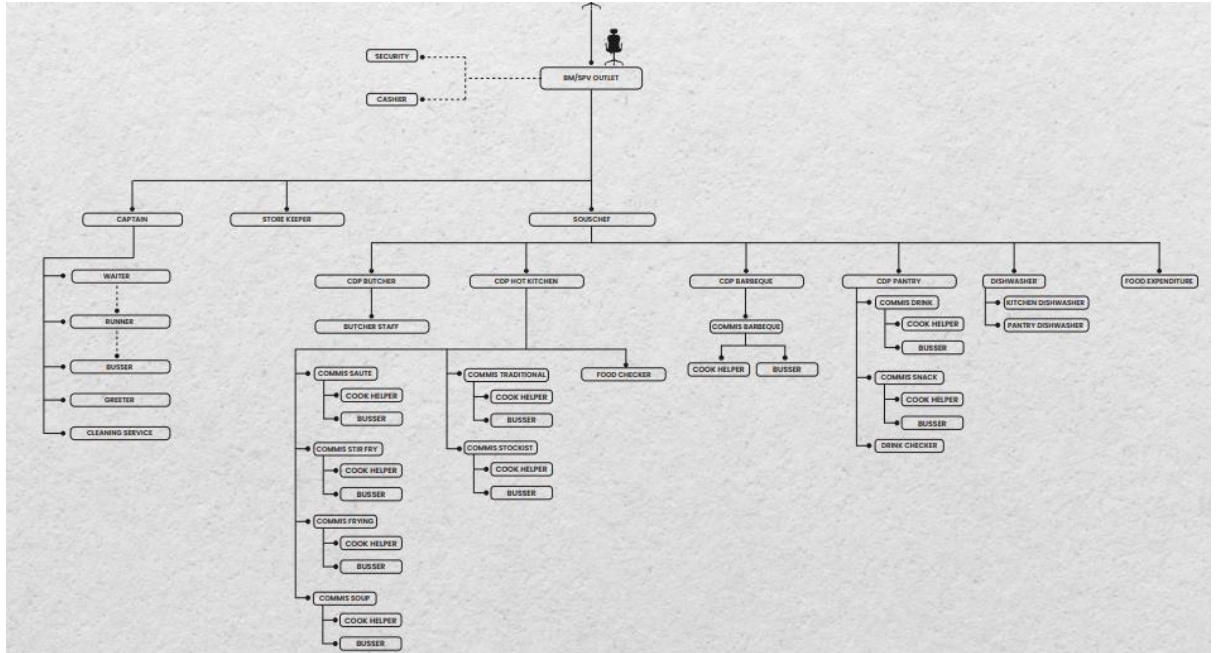 SECURITY
BM/SPV OUTLET
CASHIER
CAPTAIN
STORE KEEPER
SOUSCHEF
WAITER
RUNNER
BUSSER
GREETER
CLEANING SERVICE
CDP BUTCHER
BUTCHER STAFF
CDP HOT KITCHEN
COMMIS SAUTE
COOK HELPER
BUSSER
COMMIS STIR FRY
COOK HELPER
BUSSER
COMMIS FRYING
COOK HELPER
BUSSER
COMMIS SOUP
COOK HELPER
BUSSER
COMMIS TRADITIONAL
COOK HELPER
BUSSER
COMMIS STOCKIST
COOK HELPER
BUSSER
FOOD CHECKER
CDP BARBEQUE
COMMIS BARBEQUE
COOK HELPER
BUSSER
CDP PANTRY
COMMIS DRINK
COOK HELPER
BUSSER
COMMIS SNACK
COOK HELPER
BUSSER
DRINK CHECKER
DISHWASHER
KITCHEN DISHWASHER
PANTRY DISHWASHER
FOOD EXPENDITURE